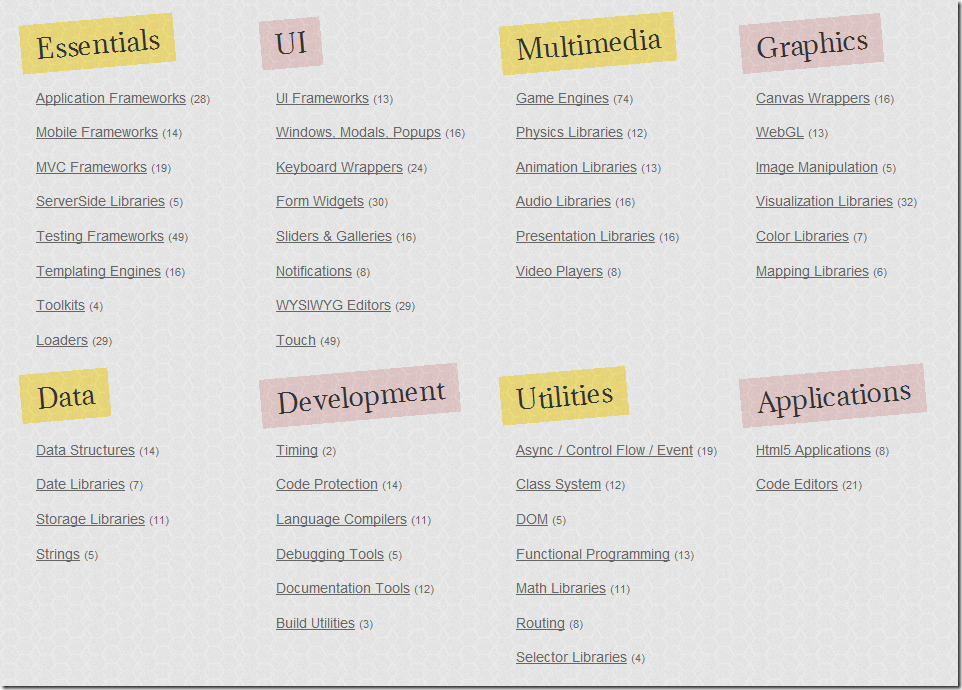 Essentials
Application Frameworks (28)
Mobile Frameworks (14)
MVC Frameworks (19)
ServerSide Libraries (5)
Testing Frameworks (49)
Templating Engines (16)
Toolkits (4)
Loaders (29)
UI
UI Frameworks (13)
Windows, Modals, Popups (16)
Keyboard Wrappers (24)
Form Widgets (30)
Sliders & Galleries (16)
Notifications (8)
WYSIWYG Editors (29)
Touch (49)
Multimedia
Game Engines (74)
Physics Libraries (12)
Animation Libraries (13)
Audio Libraries (16)
Presentation Libraries (16)
Video Players (8)
Graphics
Canvas Wrappers (16)
WebGL (13)
Image Manipulation (5)
Visualization Libraries (32)
Color Libraries (7)
Mapping Libraries (6)
Data
Data Structures (14)
Date Libraries (7)
Storage Libraries (11)
Strings (5)
Development
Timing (2)
Code Protection (14)
Language Compilers (11)
Debugging Tools (5)
Documentation Tools (12)
Build Utilities (3)
Utilities
Async / Control Flow / Event (19)
Class System (12)
DOM (5)
Functional Programming (13)
Math Libraries (11)
Routing (8)
Selector Libraries (4)
Applications
Html5 Applications (8)
Code Editors (21)